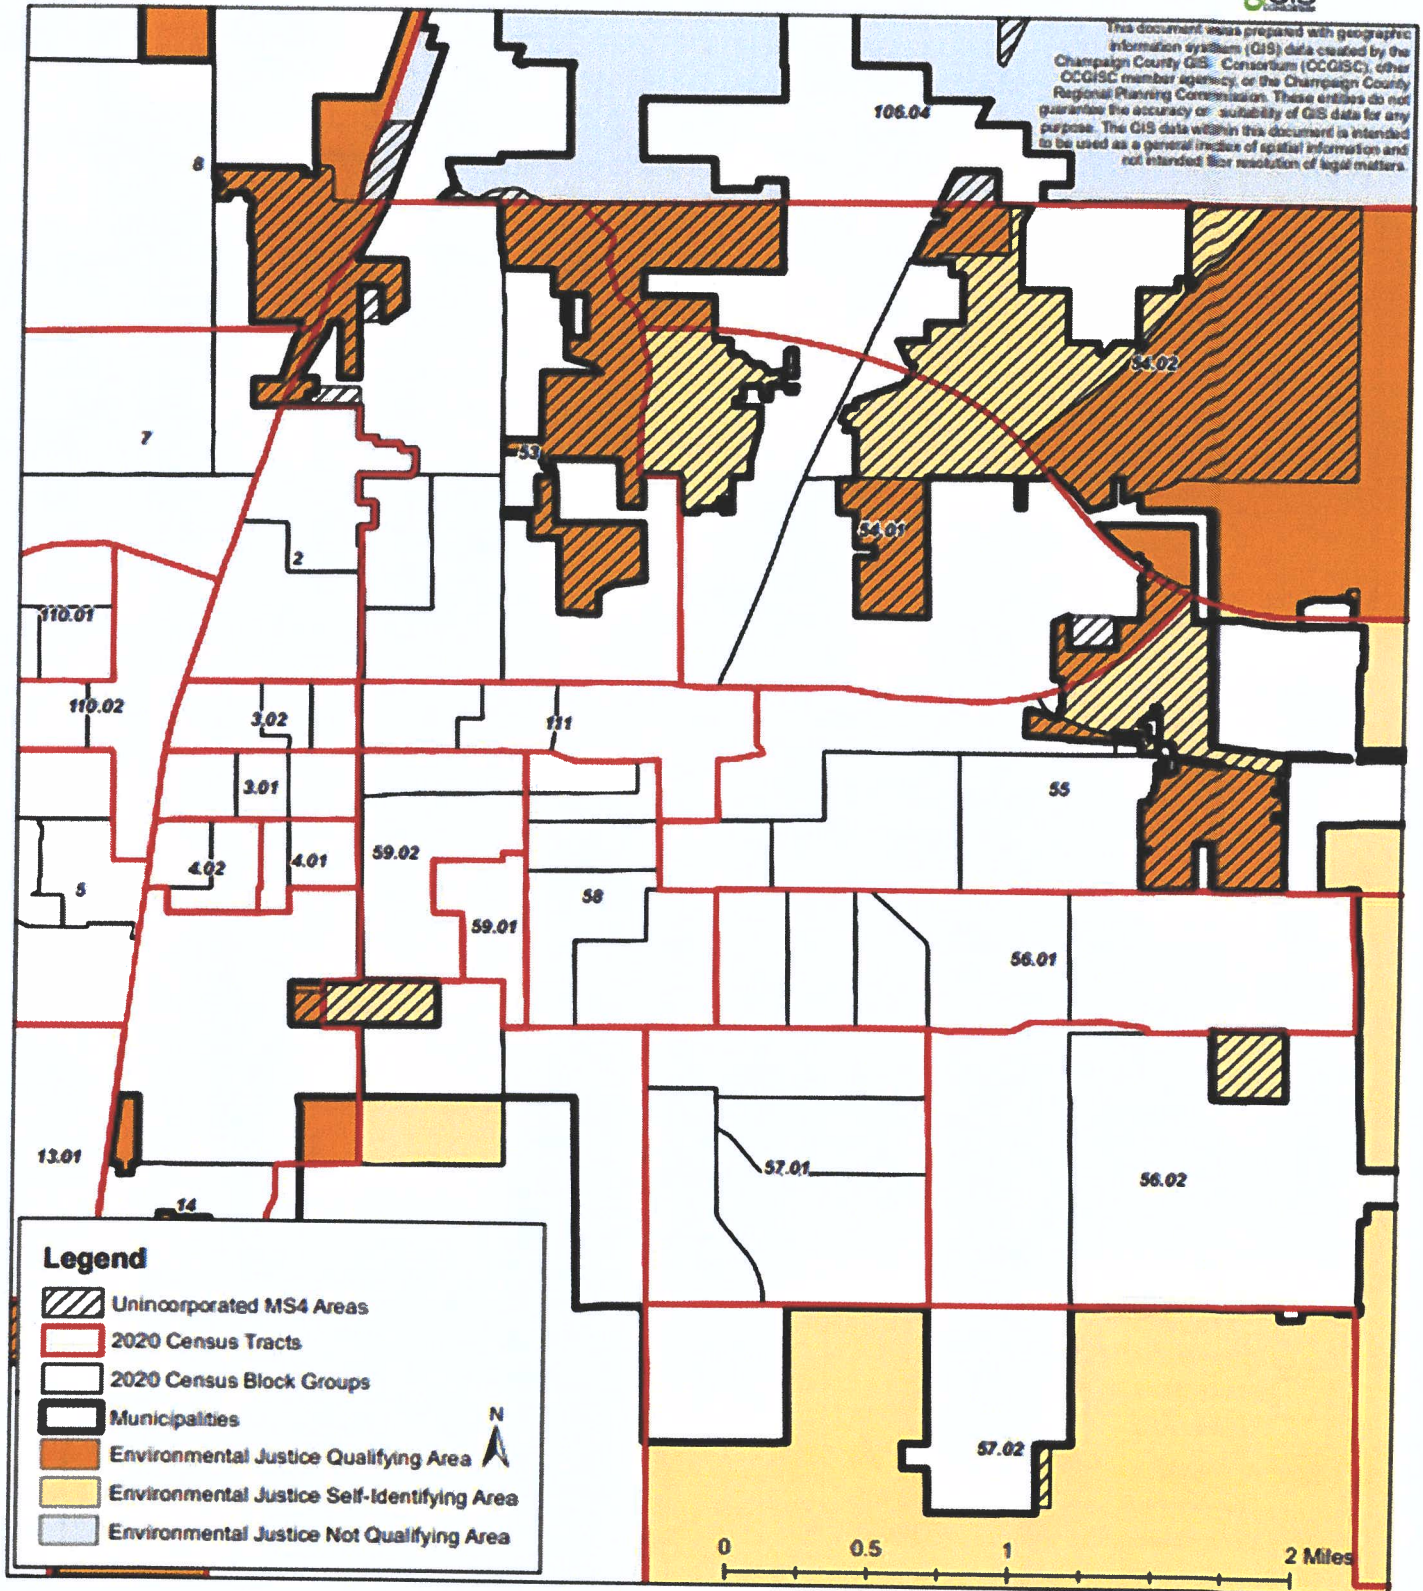 GIS
This document was prepared with geographic
information system (GIS) data created by the
Champaign County GIS Consortium (CCGISC), other
CCGISC member agency, or the Champaign County
Regional Planning Commission. These entities do not
guarantee the accuracy or suitability of GIS data for any
purpose. The GIS data within this document is intended
to be used as a general index of spatial information and
not intended for resolution of legal matters.
106.04
8
54.02
7
53
54.01
2
110.01
110.02
3.02
111
3.01
55
59.02
4.02
4.01
5
58
59.01
56.01
13.01
57.01
56.02
14
57.02
Legend
Unincorporated MS4 Areas
2020 Census Tracts
2020 Census Block Groups
Municipalities
N
Environmental Justice Qualifying Area
Environmental Justice Self-Identifying Area
Environmental Justice Not Qualifying Area
0 0.5 1 2 Miles